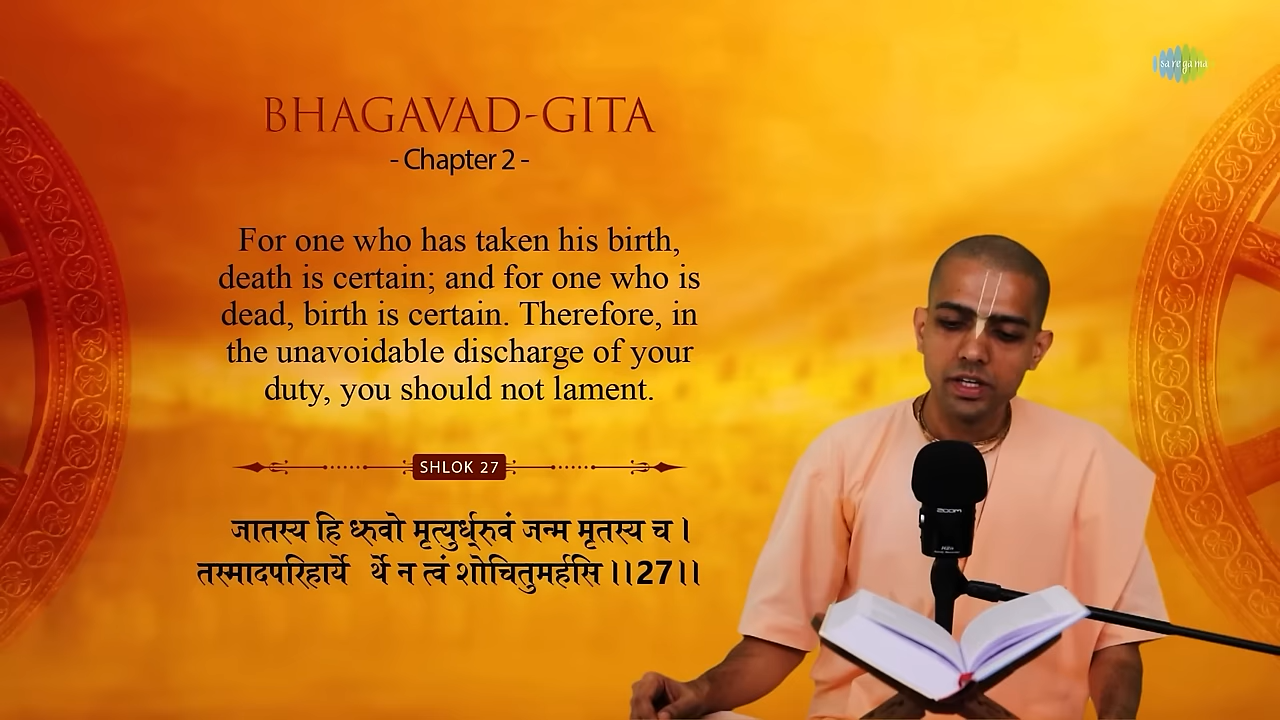 saregama
BHAGAVAD-GITA
- Chapter 2 -
For one who has taken his birth,
death is certain; and for one who is
dead, birth is certain. Therefore, in
the unavoidable discharge of your
duty, you should not lament.
SHLOK 27
जातस्य हि ध्रुवो मृत्युर्ध्रुवं जन्म मृतस्य च ।
तस्मादपरिहार्ये र्थे न त्वं शोचितुमर्हसि ।।27।।
ZOOM